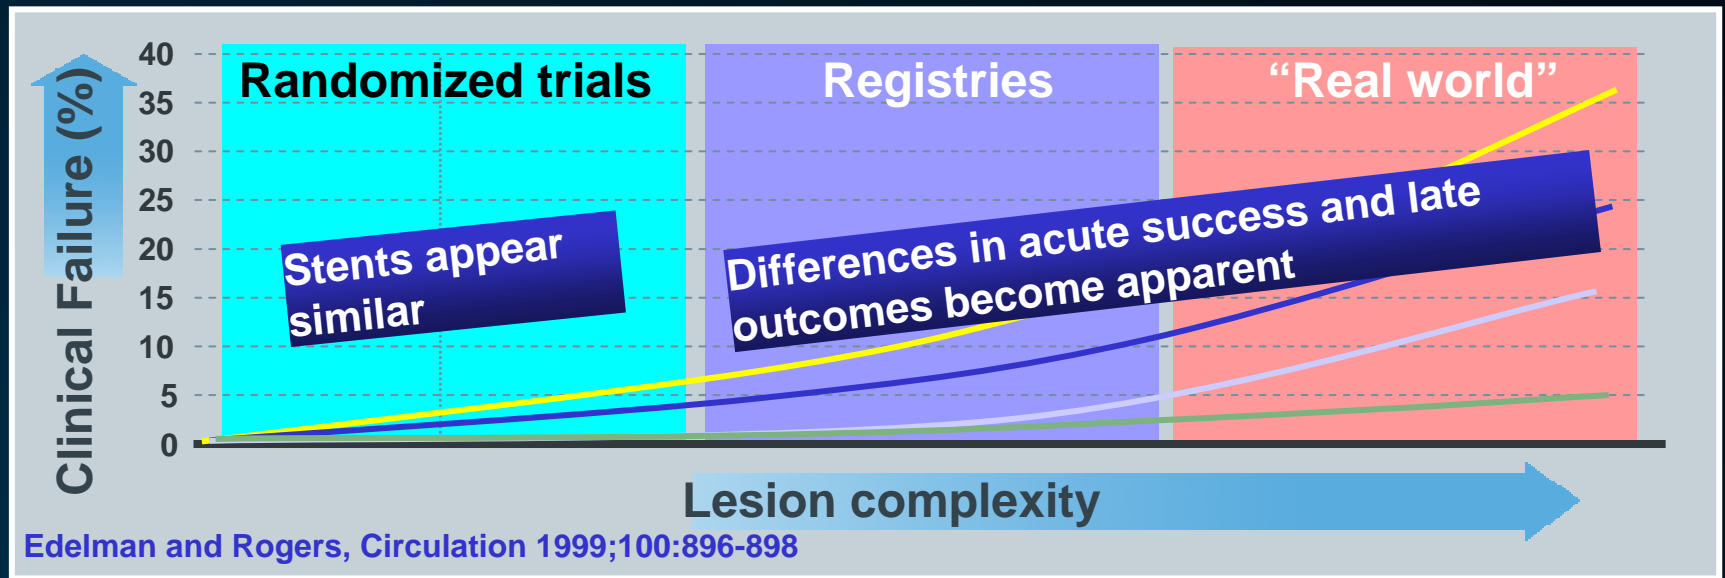 40
35
30
25
20
15
10
5
0
Clinical Failure (%)
Randomized trials
Registries
“Real world”
Stents appear
similar
Differences in acute success and late
outcomes become apparent
Lesion complexity
Edelman and Rogers, Circulation 1999;100:896-898